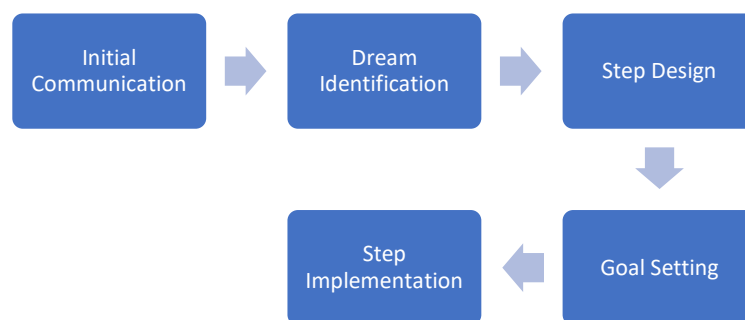 Initial
Communication
Dream
Identification
Step Design
Goal Setting
Step
Implementation